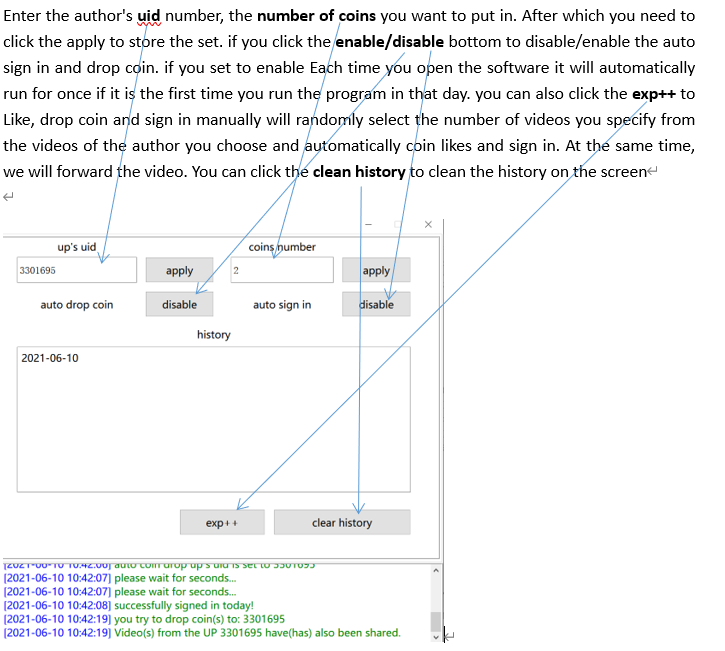 Enter the author's uid number, the number of coins you want to put in. After which you need to
click the apply to store the set. if you click the enable/disable bottom to disable/enable the auto
sign in and drop coin. if you set to enable Each time you open the software it will automatically
run for once if it is the first time you run the program in that day. you can also click the exp++ to
Like, drop coin and sign in manually will randomly select the number of videos you specify from
the videos of the author you choose and automatically coin likes and sign in. At the same time,
we will forward the video. You can click the clean history to clean the history on the screen
up's uid coins number
3301695 apply 2 apply
auto drop coin disable auto sign in disable
history
2021-06-10
exp++ clear history
[2021-06-10 10:42:06] auto coin drop up's uid is set to 3301695
[2021-06-10 10:42:07] please wait for seconds...
[2021-06-10 10:42:07] please wait for seconds...
[2021-06-10 10:42:08] successfully signed in today!
[2021-06-10 10:42:19] you try to drop coin(s) to: 3301695
[2021-06-10 10:42:19] Video(s) from the UP 3301695 have(has) also been shared.